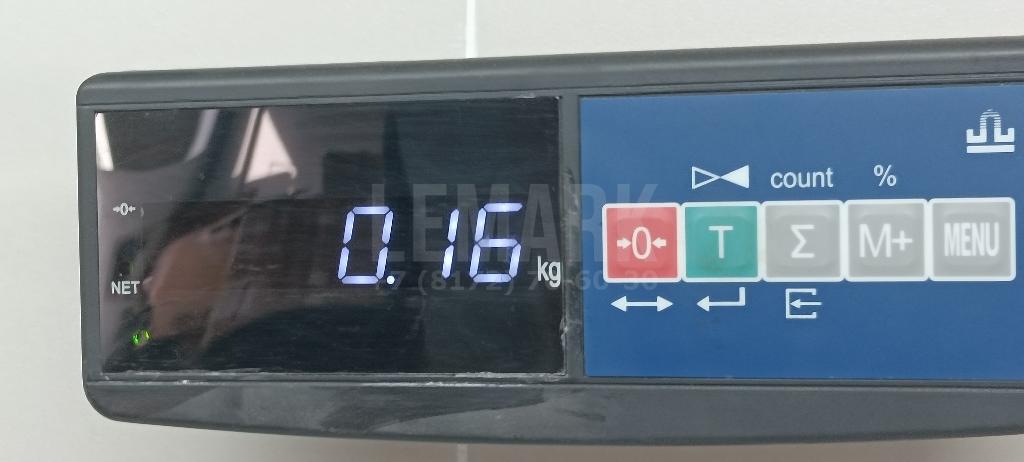 count %
→0← 0.16 kg →0← T Σ M+ MENU
NET
LEMARK